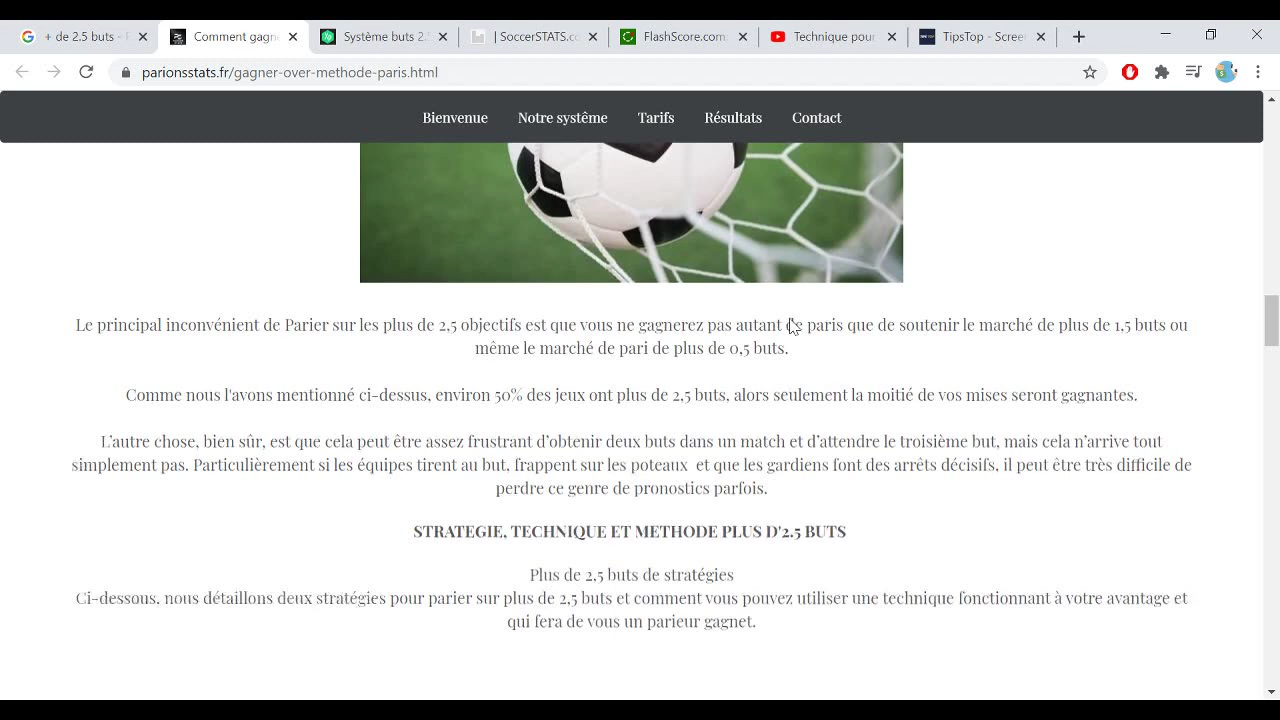 + de 2.5 buts -
Comment gagn
Système buts 2.
| SoccerSTATS.co
FlashScore.com
Technique pour
TipsTop - Scree
parionsstats.fr/gagner-over-methode-paris.html
Bienvenue Notre systême Tarifs Résultats Contact
Le principal inconvénient de Parier sur les plus de 2,5 objectifs est que vous ne gagnerez pas autant de paris que de soutenir le marché de plus de 1,5 buts ou
même le marché de pari de plus de 0,5 buts.
Comme nous l'avons mentionné ci-dessus, environ 50% des jeux ont plus de 2,5 buts, alors seulement la moitié de vos mises seront gagnantes.
L’autre chose, bien sûr, est que cela peut être assez frustrant d’obtenir deux buts dans un match et d’attendre le troisième but, mais cela n’arrive tout
simplement pas. Particulièrement si les équipes tirent au but, frappent sur les poteaux et que les gardiens font des arrêts décisifs, il peut être très difficile de
perdre ce genre de pronostics parfois.
STRATEGIE, TECHNIQUE ET METHODE PLUS D'2.5 BUTS
Plus de 2,5 buts de stratégies
Ci-dessous, nous détaillons deux stratégies pour parier sur plus de 2,5 buts et comment vous pouvez utiliser une technique fonctionnant à votre avantage et
qui fera de vous un parieur gagnet.